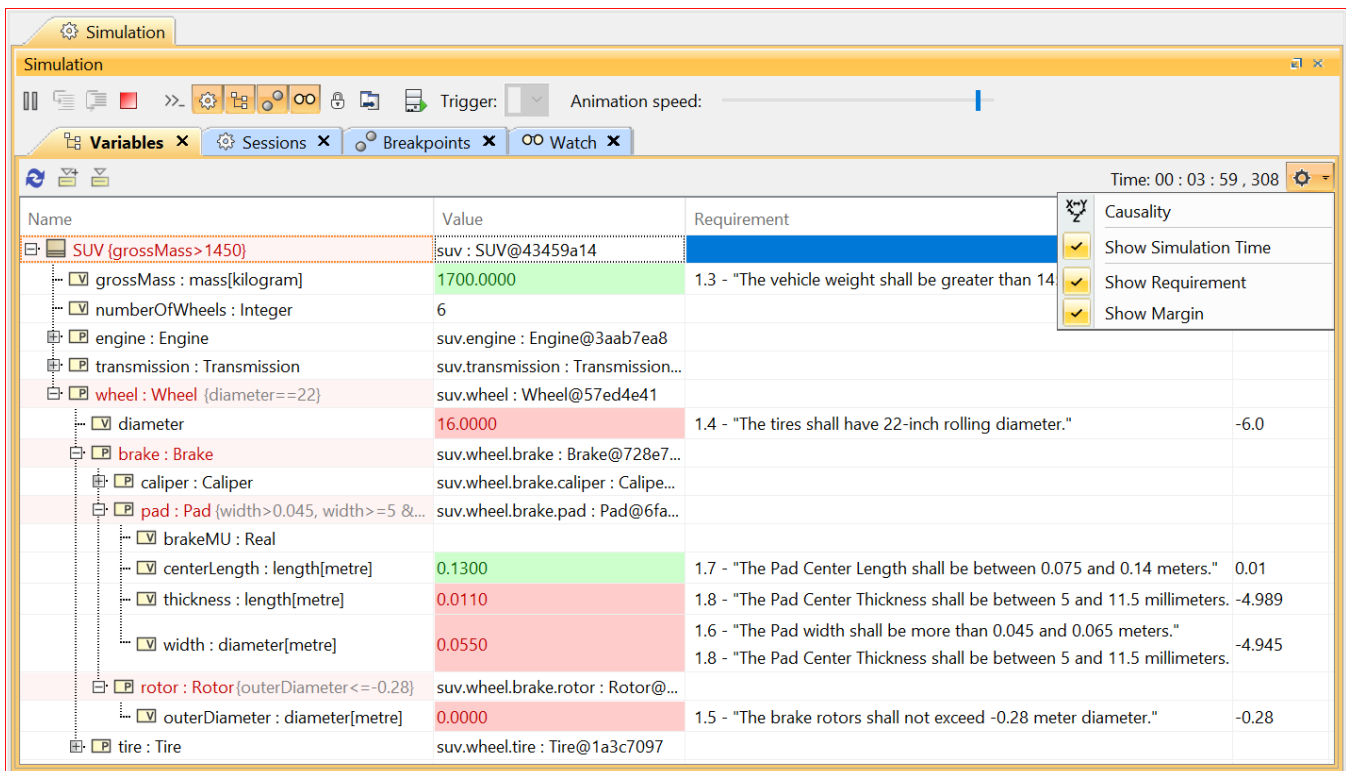 Simulation
Simulation
Trigger: Animation speed:
Variables Sessions Breakpoints Watch
Time: 00 : 03 : 59 , 308
Name Value Requirement
X Y Z Causality
Show Simulation Time
Show Requirement
Show Margin
SUV {grossMass>1450} suv : SUV@43459a14
V grossMass : mass[kilogram] 1700.0000 1.3 - "The vehicle weight shall be greater than
V numberOfWheels : Integer 6
P engine : Engine suv.engine : Engine@3aab7ea8
P transmission : Transmission suv.transmission : Transmission...
P wheel : Wheel {diameter==22} suv.wheel : Wheel@57ed4e41
V diameter 16.0000 1.4 - "The tires shall have 22-inch rolling diameter." -6.0
P brake : Brake suv.wheel.brake : Brake@728e7...
P caliper : Caliper suv.wheel.brake.caliper : Calipe...
P pad : Pad {width>0.045, width>=5 &... suv.wheel.brake.pad : Pad@6fa...
V brakeMU : Real
V centerLength : length[metre] 0.1300 1.7 - "The Pad Center Length shall be between 0.075 and 0.14 meters." 0.01
V thickness : length[metre] 0.0110 1.8 - "The Pad Center Thickness shall be between 5 and 11.5 millimeters. -4.989
V width : diameter[metre] 0.0550 1.6 - "The Pad width shall be more than 0.045 and 0.065 meters." -4.945
1.8 - "The Pad Center Thickness shall be between 5 and 11.5 millimeters.
P rotor : Rotor {outerDiameter<=-0.28} suv.wheel.brake.rotor : Rotor@...
V outerDiameter : diameter[metre] 0.0000 1.5 - "The brake rotors shall not exceed -0.28 meter diameter." -0.28
P tire : Tire suv.wheel.tire : Tire@1a3c7097